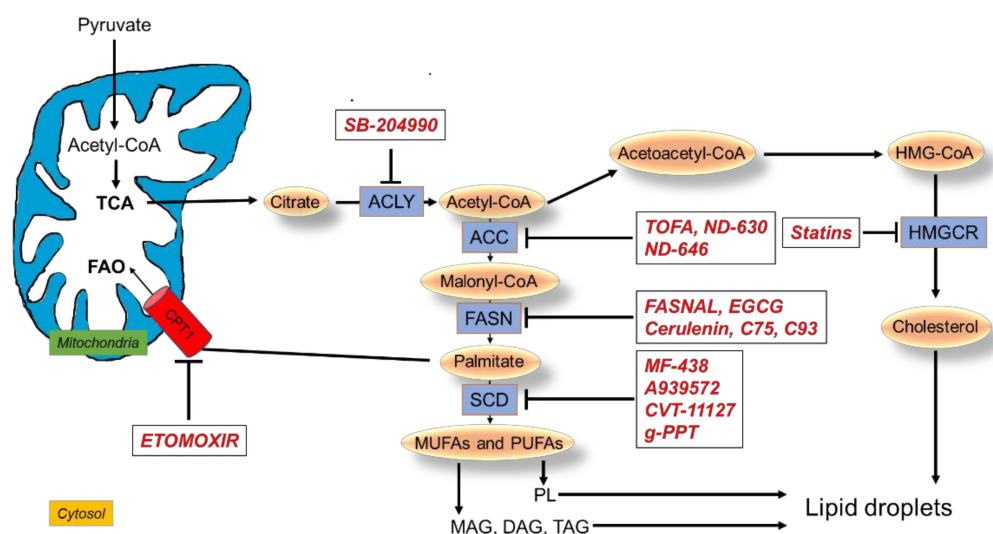 Pyruvate
Acetyl-CoA
TCA
FAO
CPT1
Mitochondria
ETOMOXIR
Cytosol
Citrate
SB-204990
ACLY
Acetyl-CoA
ACC
Malonyl-CoA
FASN
Palmitate
SCD
MUFAs and PUFAs
PL
MAG, DAG, TAG
Acetoacetyl-CoA
TOFA, ND-630
ND-646
FASNAL, EGCG
Cerulenin, C75, C93
MF-438
A939572
CVT-11127
g-PPT
HMG-CoA
Statins
HMGCR
Cholesterol
Lipid droplets